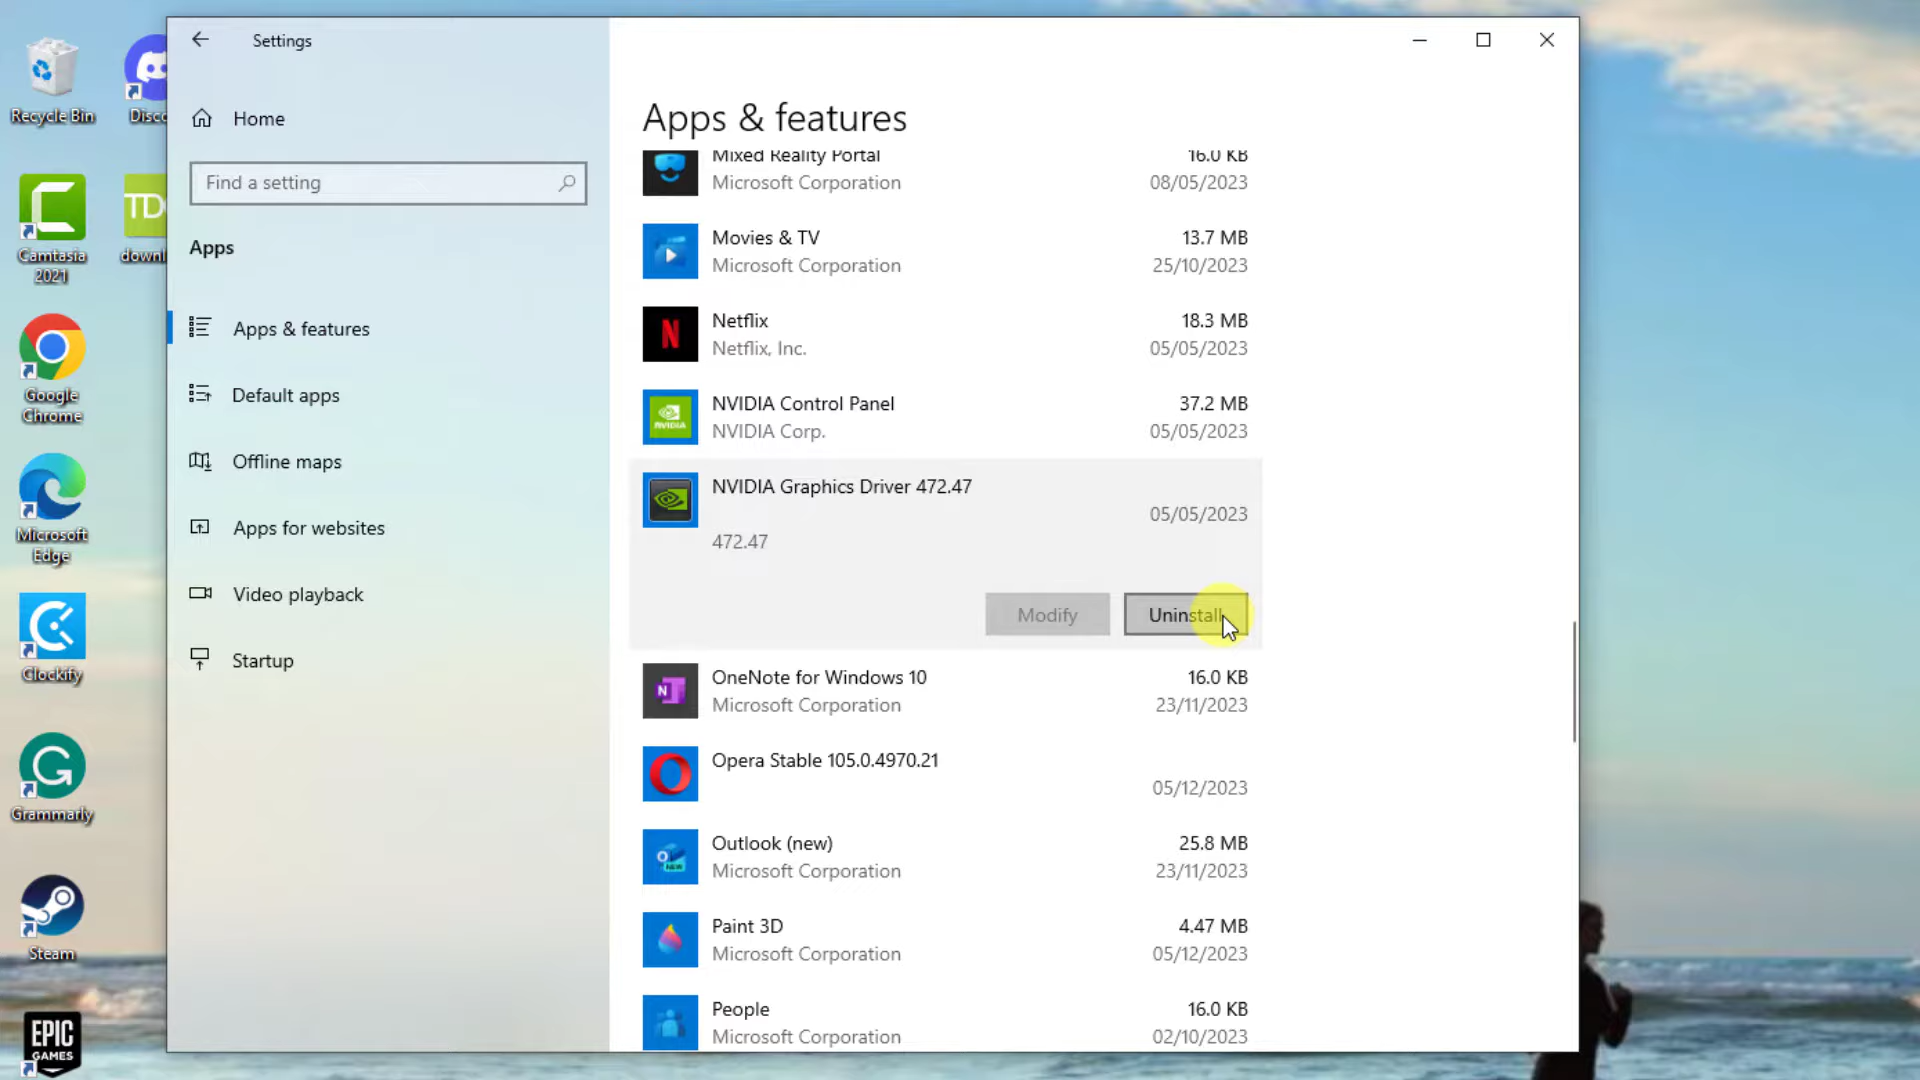 Settings
Home
Find a setting
Apps
Apps & features
Default apps
Offline maps
Apps for websites
Video playback
Startup
Apps & features
Mixed Reality Portal 16.0 KB
Microsoft Corporation 08/05/2023
Movies & TV 13.7 MB
Microsoft Corporation 25/10/2023
N
Netflix 18.3 MB
Netflix, Inc. 05/05/2023
NVIDIA
NVIDIA Control Panel 37.2 MB
NVIDIA Corp. 05/05/2023
NVIDIA Graphics Driver 472.47
05/05/2023
472.47
Modify Uninstall
N
OneNote for Windows 10 16.0 KB
Microsoft Corporation 23/11/2023
Opera Stable 105.0.4970.21
05/12/2023
O
NEW
Outlook (new) 25.8 MB
Microsoft Corporation 23/11/2023
Paint 3D 4.47 MB
Microsoft Corporation 05/12/2023
People 16.0 KB
Microsoft Corporation 02/10/2023
Recycle Bin
Disc
Camtasia
2021
TD
downl
Google
Chrome
Microsoft
Edge
Clockify
Grammarly
Steam
EPIC
GAMES